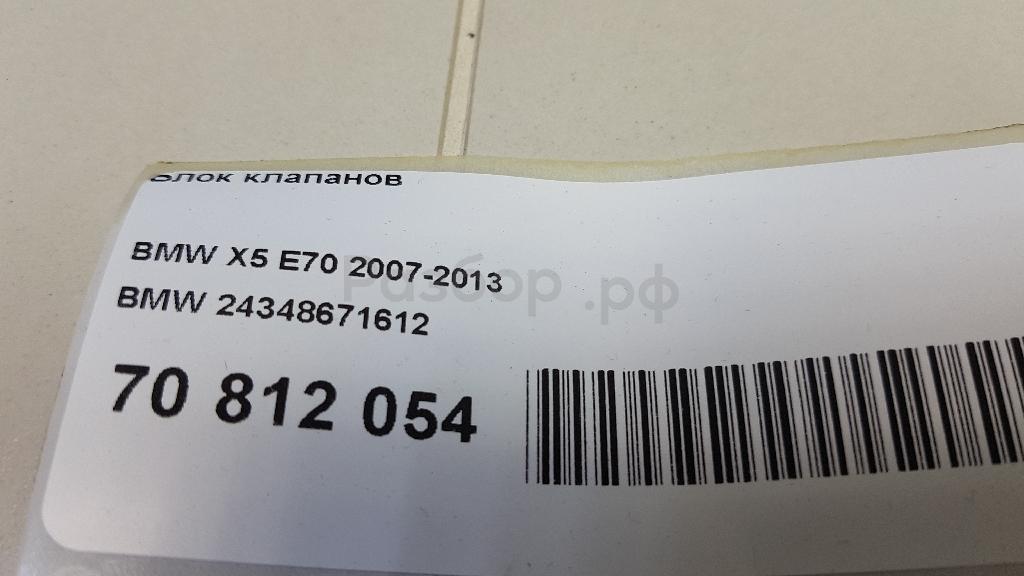 Блок клапанов
BMW X5 E70 2007-2013
BMW 24348671612
70 812 054
Разбор.рф